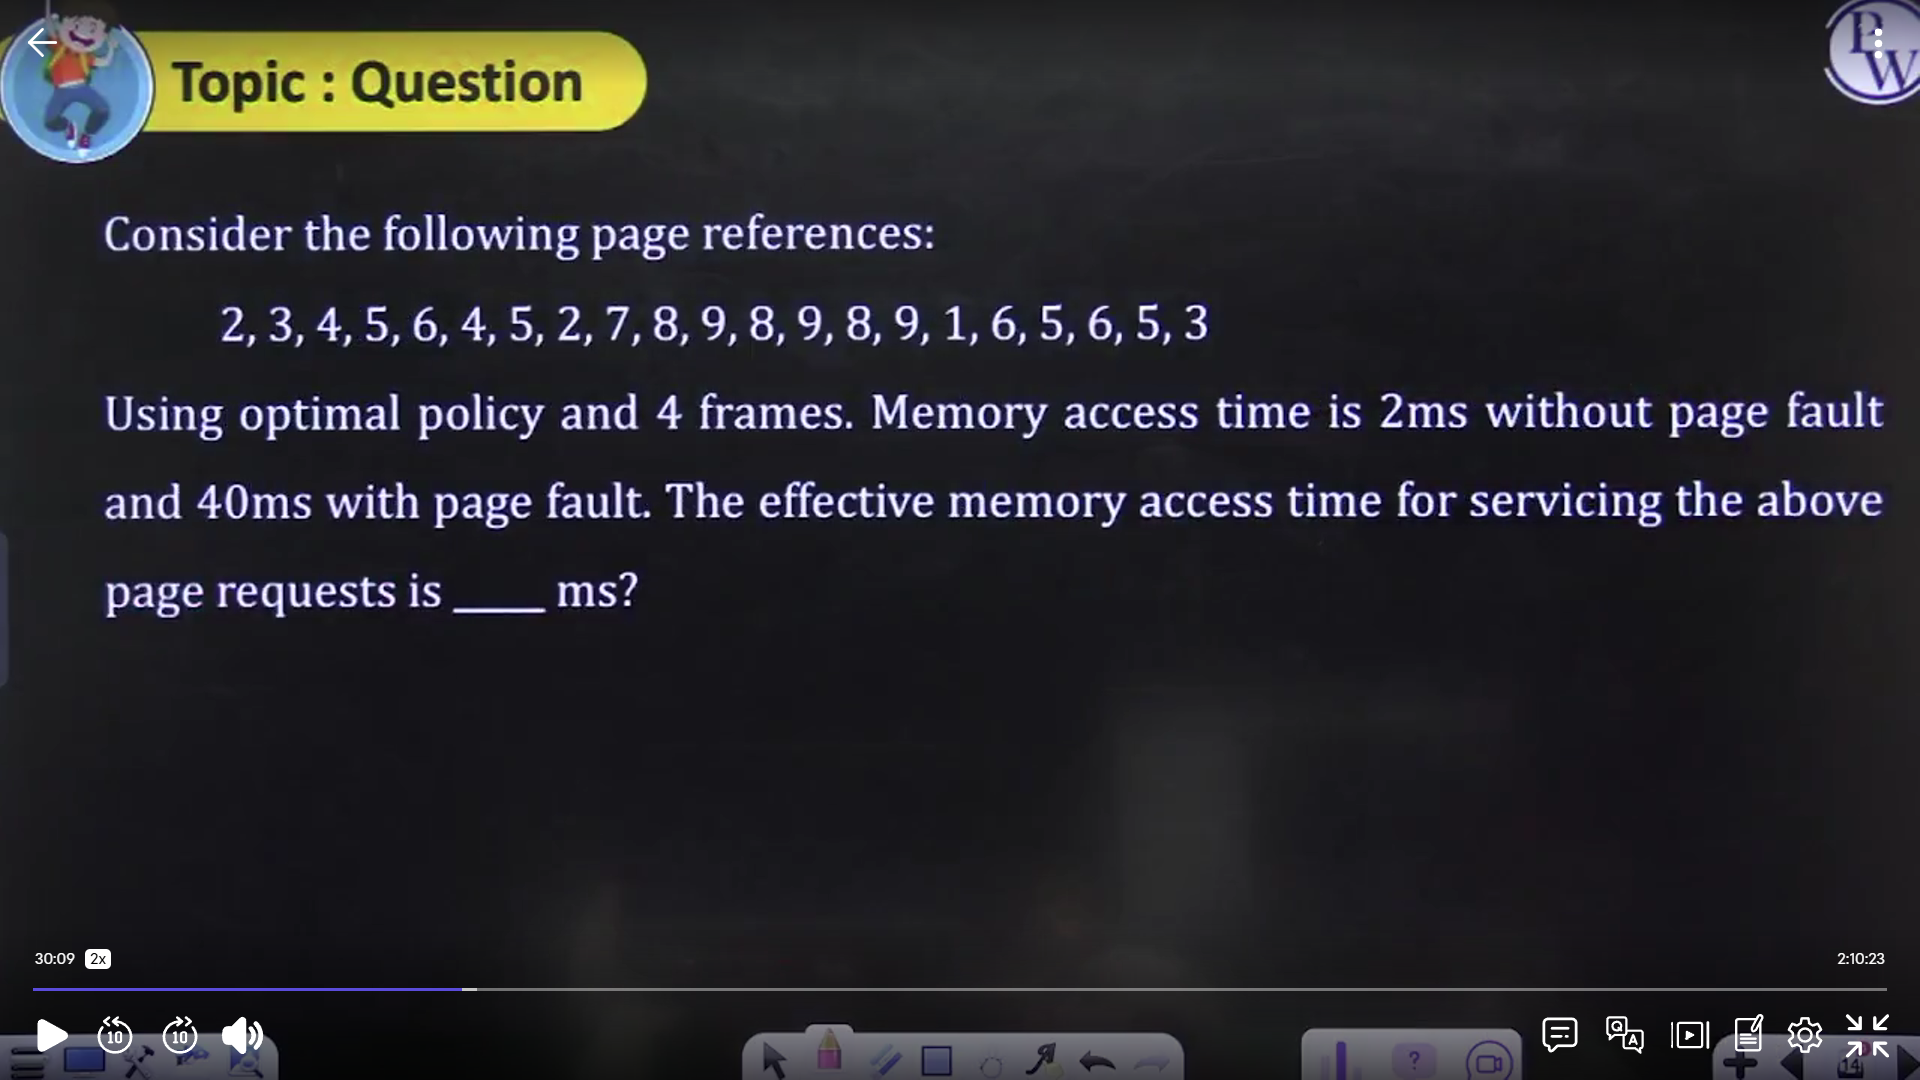 Topic : Question
PW
Consider the following page references:
2, 3, 4, 5, 6, 4, 5, 2, 7, 8, 9, 8, 9, 8, 9, 1, 6, 5, 6, 5, 3
Using optimal policy and 4 frames. Memory access time is 2ms without page fault
and 40ms with page fault. The effective memory access time for servicing the above
page requests is _____ ms?
30:09 2x 2:10:23
10 10 ? Q A 14